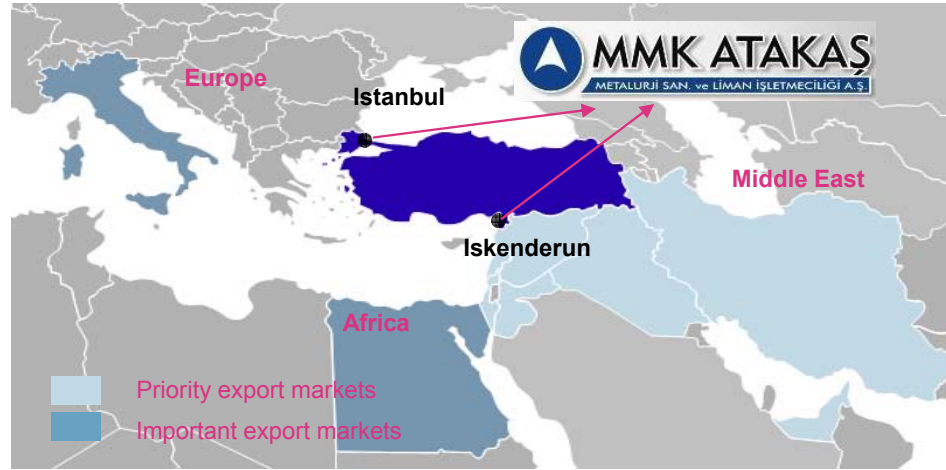 MMK ATAKAŞ
METALURJİ SAN. ve LİMAN İŞLETMECİLİĞİ A.Ş.
Europe
Istanbul
Middle East
Iskenderun
Africa
Priority export markets
Important export markets